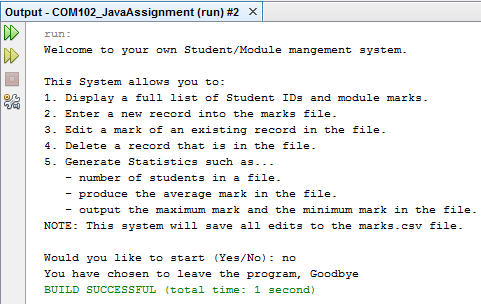 Output - COM102_JavaAssignment (run) #2 ×
run:
Welcome to your own Student/Module mangement system.
This System allows you to:
1. Display a full list of Student IDs and module marks.
2. Enter a new record into the marks file.
3. Edit a mark of an existing record in the file.
4. Delete a record that is in the file.
5. Generate Statistics such as...
- number of students in a file.
- produce the average mark in the file.
- output the maximum mark and the minimum mark in the file.
NOTE: This system will save all edits to the marks.csv file.
Would you like to start (Yes/No): no
You have chosen to leave the program, Goodbye
BUILD SUCCESSFUL (total time: 1 second)